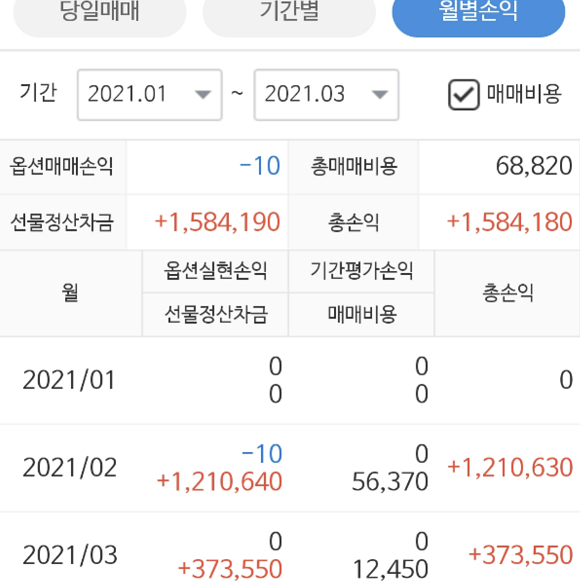 당일매매 기간별 월별손익
기간 2021.01 ~ 2021.03 매매비용
옵션매매손익 -10 총매매비용 68,820
선물정산차금 +1,584,190 총손익 +1,584,180
월 옵션실현손익 기간평가손익 총손익
선물정산차금 매매비용
2021/01 0 0 0
0 0
2021/02 -10 0 +1,210,630
+1,210,640 56,370
2021/03 0 0 +373,550
+373,550 12,450